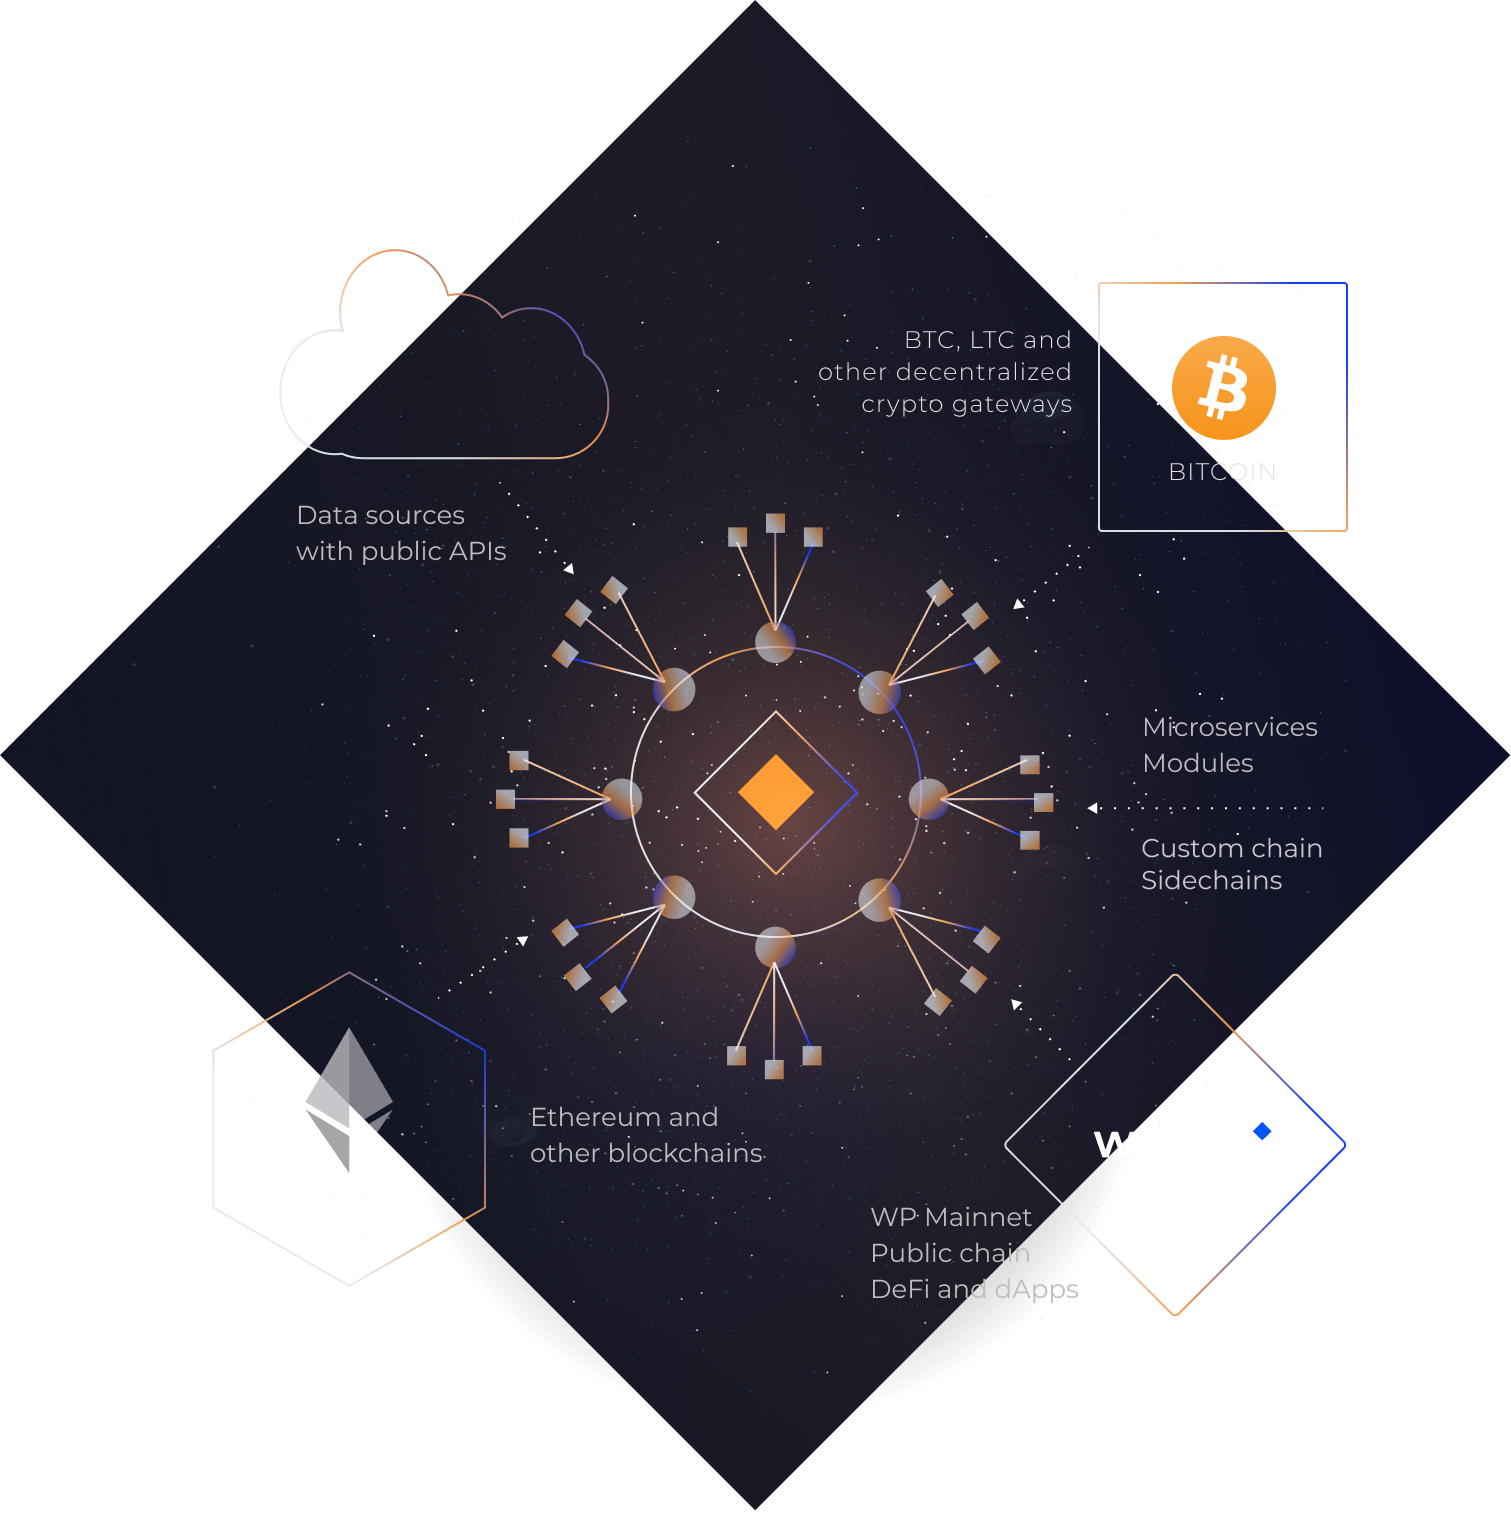 BTC, LTC and
other decentralized
crypto gateways
BITCOIN
Data sources
with public APIs
Microservices
Modules
Custom chain
Sidechains
Ethereum and
other blockchains
WP Mainnet
Public chain
DeFi and dApps